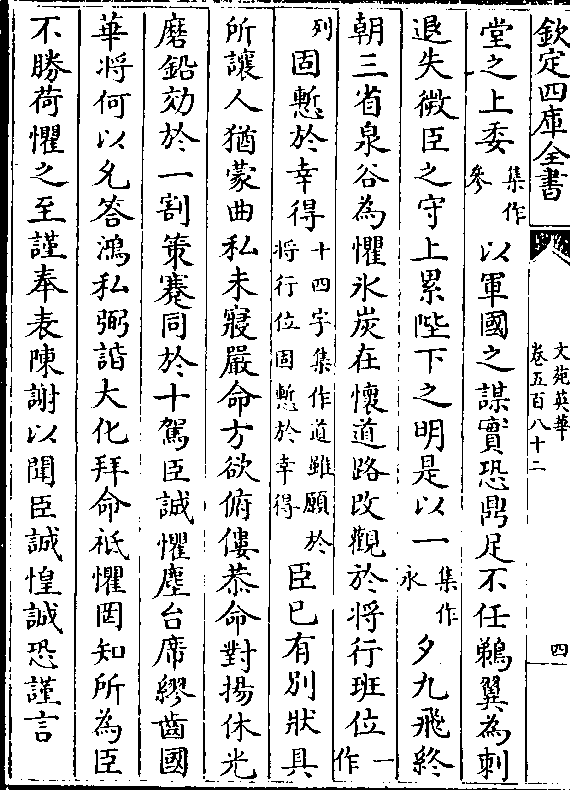 欽定四庫全書
文苑英華
卷五百八十二
四
堂之上委集作參以軍國之謀實恐鼎足不任鵜翼為刺
退失微臣之守上累陛下之明是以一集作永夕九飛終
朝三省泉谷為懼氷炭在懷道路改觀於將行班位一作
列固慙於幸得十四字集作道雖願於將行位固慙於幸得臣已有別狀具
所讓人猶蒙曲私未寢嚴命方欲俯僂恭命對揚休光
磨鉛効於一割策蹇同於十駕臣誠懼塵台席繆齒國
華將何以允答鴻私弼諧大化拜命祗懼罔知所為臣
不勝荷懼之至謹奉表陳謝以聞臣誠惶誠恐謹言